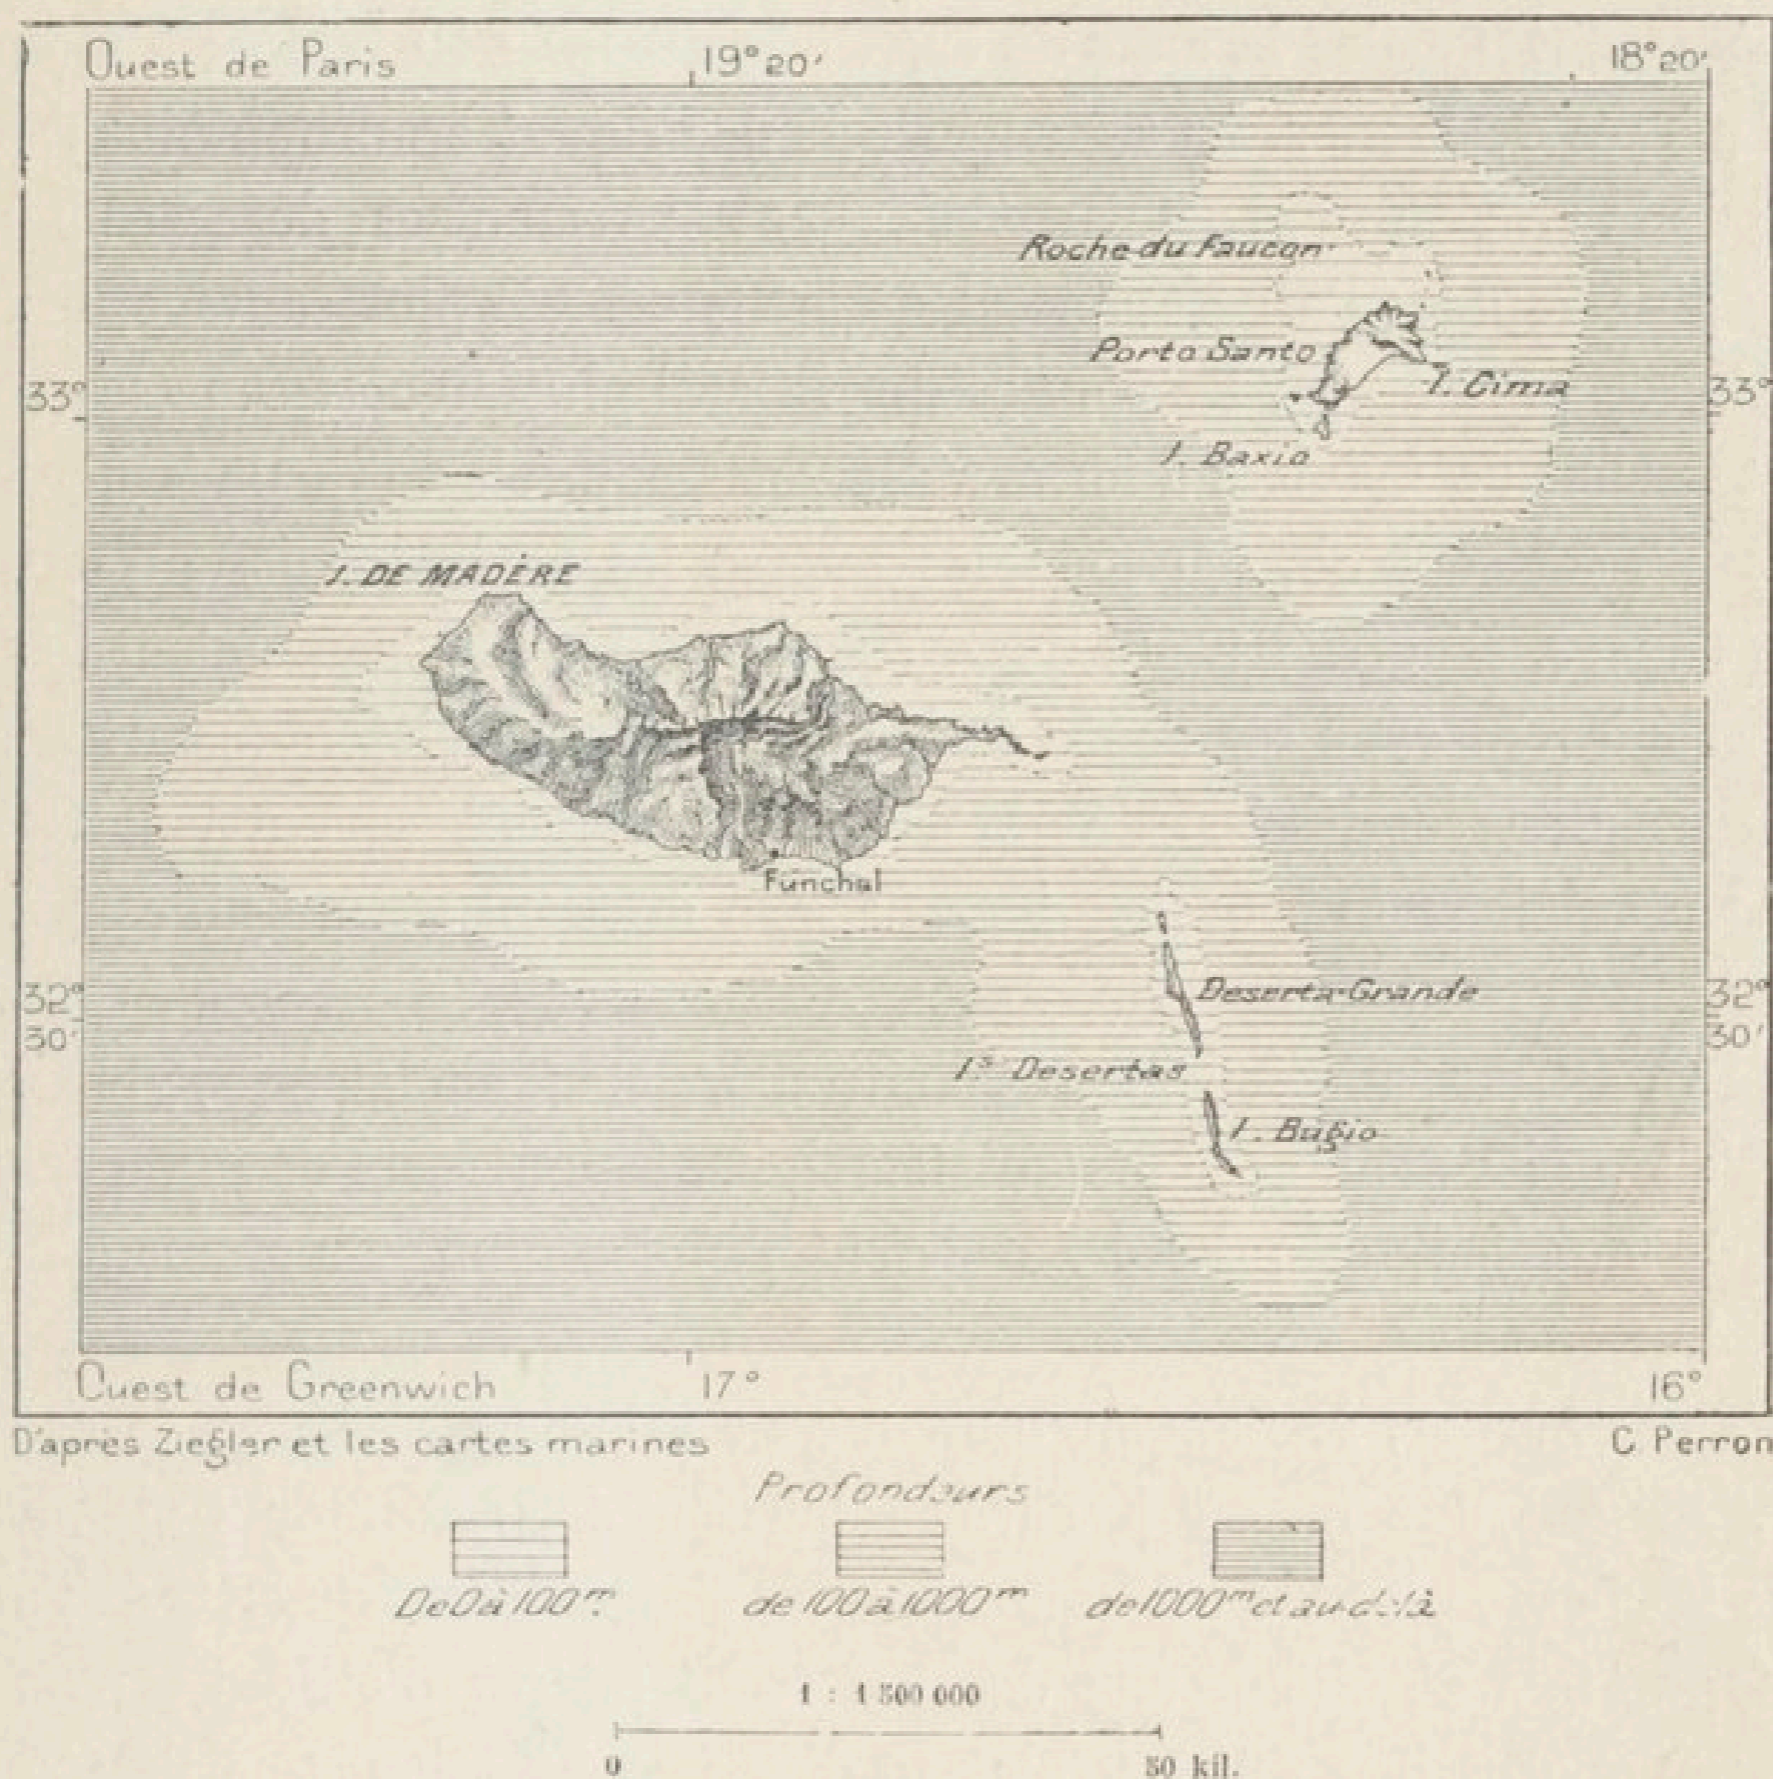 Ouest de Paris 19° 20' 18° 20'
Roche du Faucon
Porto Santo
I. Cima
33° 33°
I. Baxio
I. DE MADÈRE
Funchal
32° 30' Deserta Grande 32° 30'
Is Desertas
I. Bugio
Ouest de Greenwich 17° 16°
D'après Ziegler et les cartes marines C Perron
Profondeurs
De 0 à 100m. de 100 à 1000m de 1000m et au-delà
1 : 1 500 000
0 50 kil.